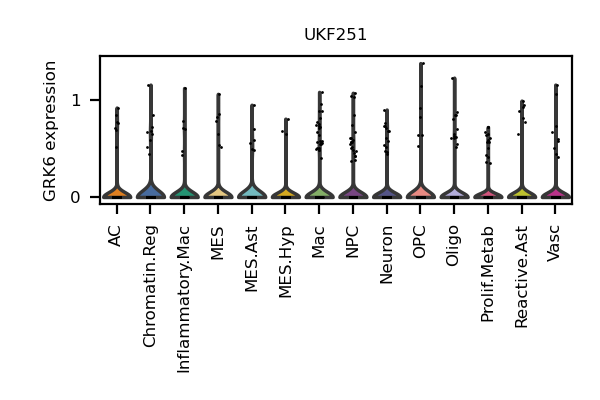 UKF251
GRK6 expression
1
0
AC
Chromatin.Reg
Inflammatory.Mac
MES
MES.Ast
MES.Hyp
Mac
NPC
Neuron
OPC
Oligo
Prolif.Metab
Reactive.Ast
Vasc